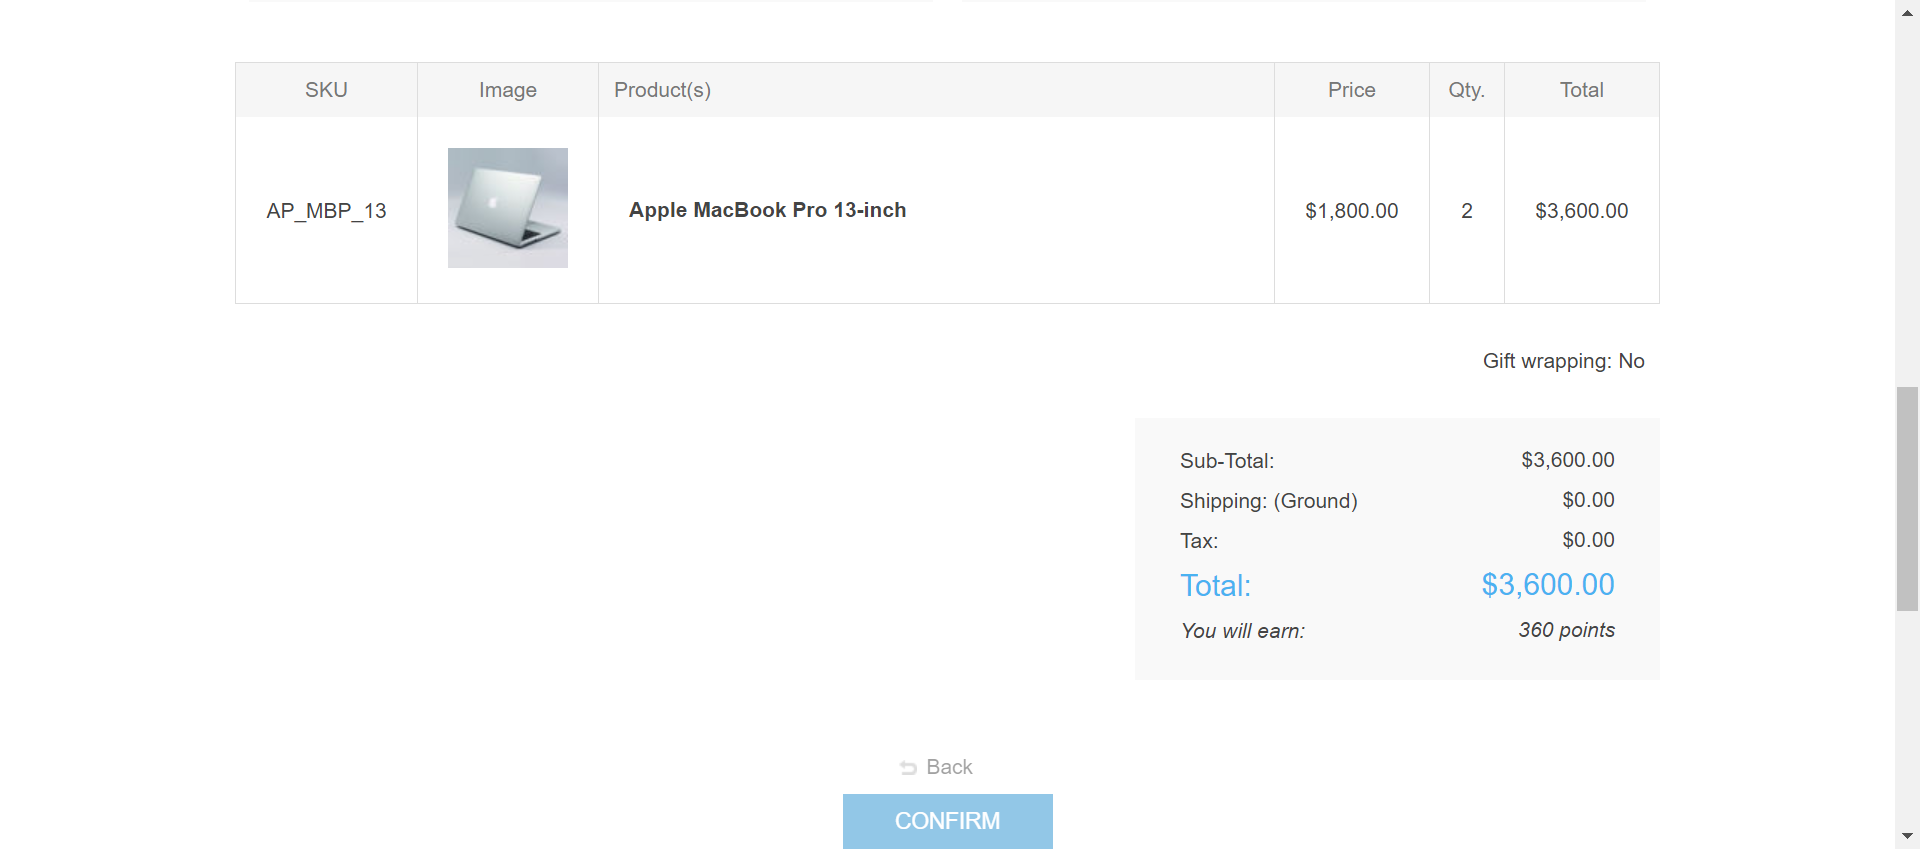 SKU Image Product(s) Price Qty. Total
AP_MBP_13 Apple MacBook Pro 13-inch $1,800.00 2 $3,600.00
Gift wrapping: No
Sub-Total: $3,600.00
Shipping: (Ground) $0.00
Tax: $0.00
Total: $3,600.00
You will earn: 360 points
Back
CONFIRM